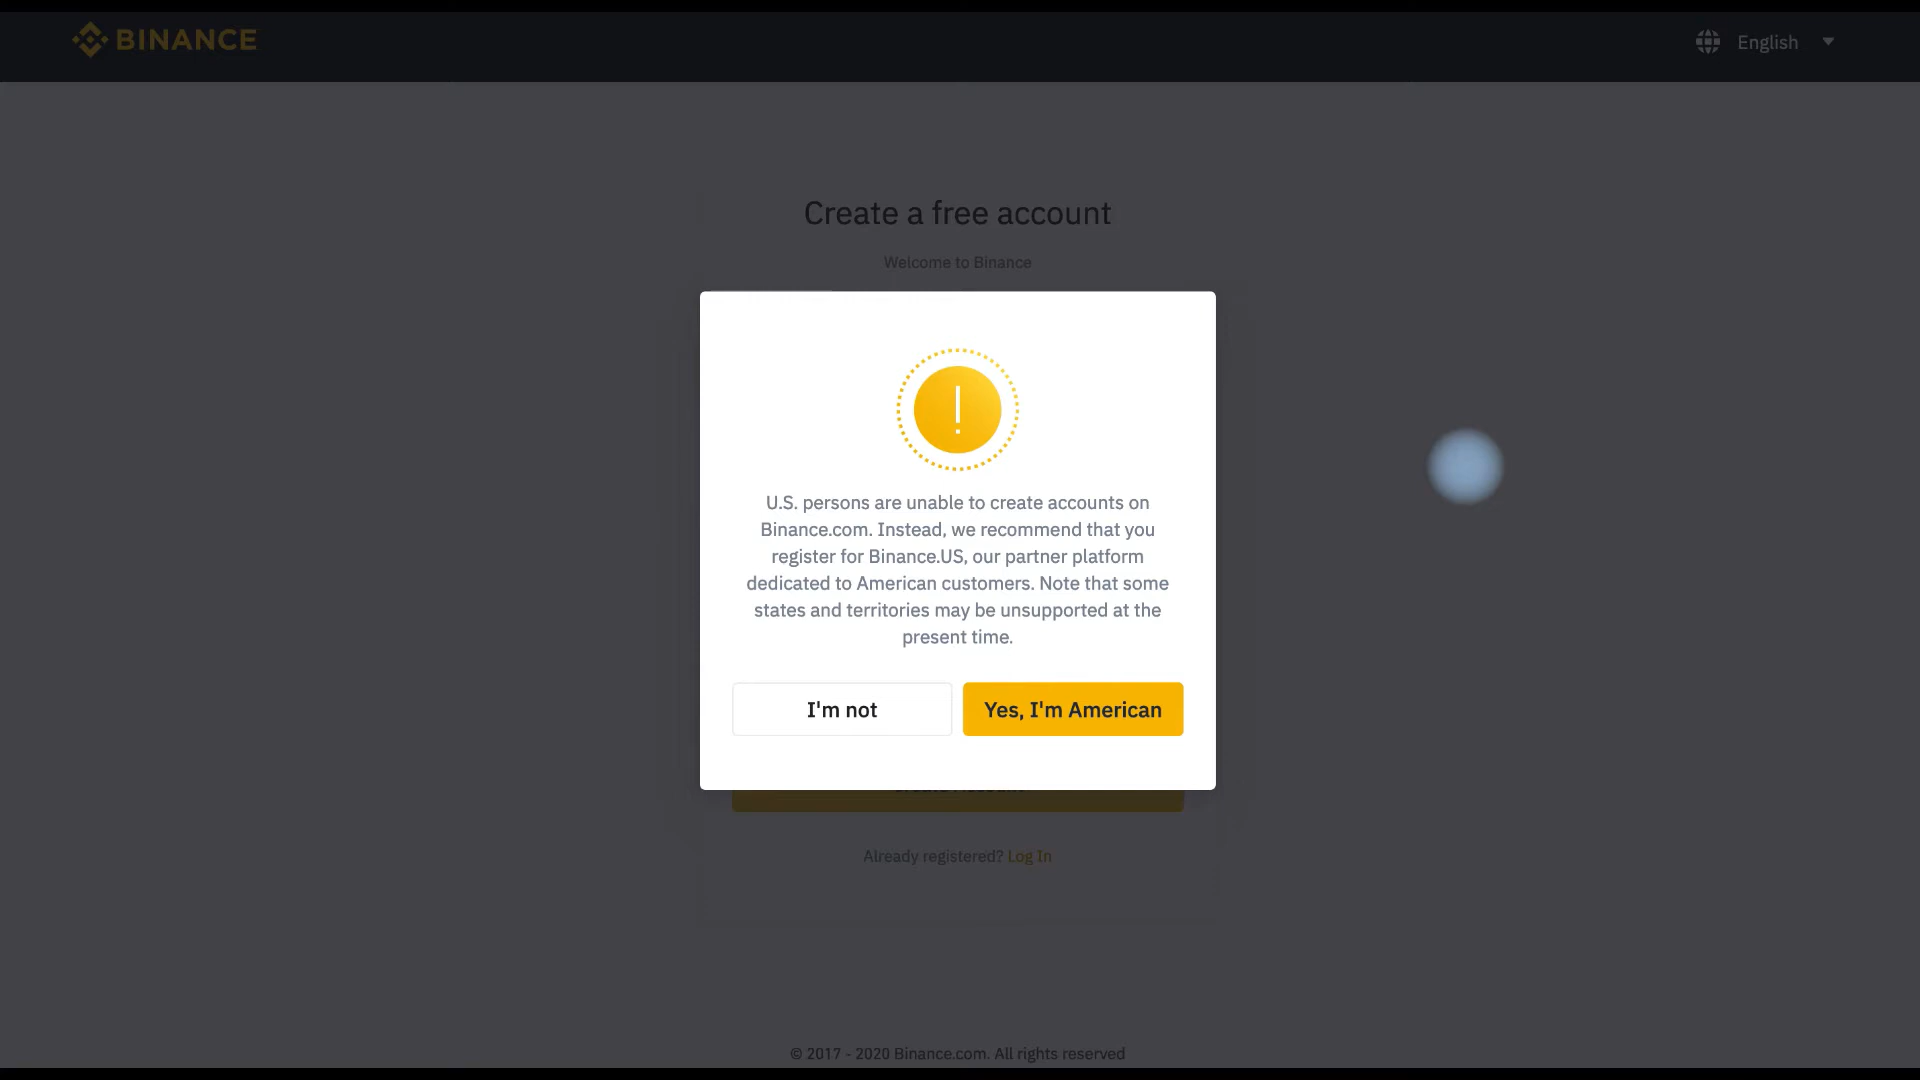 BINANCE
English
Create a free account
Welcome to Binance
U.S. persons are unable to create accounts on
Binance.com. Instead, we recommend that you
register for Binance.US, our partner platform
dedicated to American customers. Note that some
states and territories may be unsupported at the
present time.
I'm not
Yes, I'm American
Already registered? Log In
© 2017 - 2020 Binance.com. All rights reserved